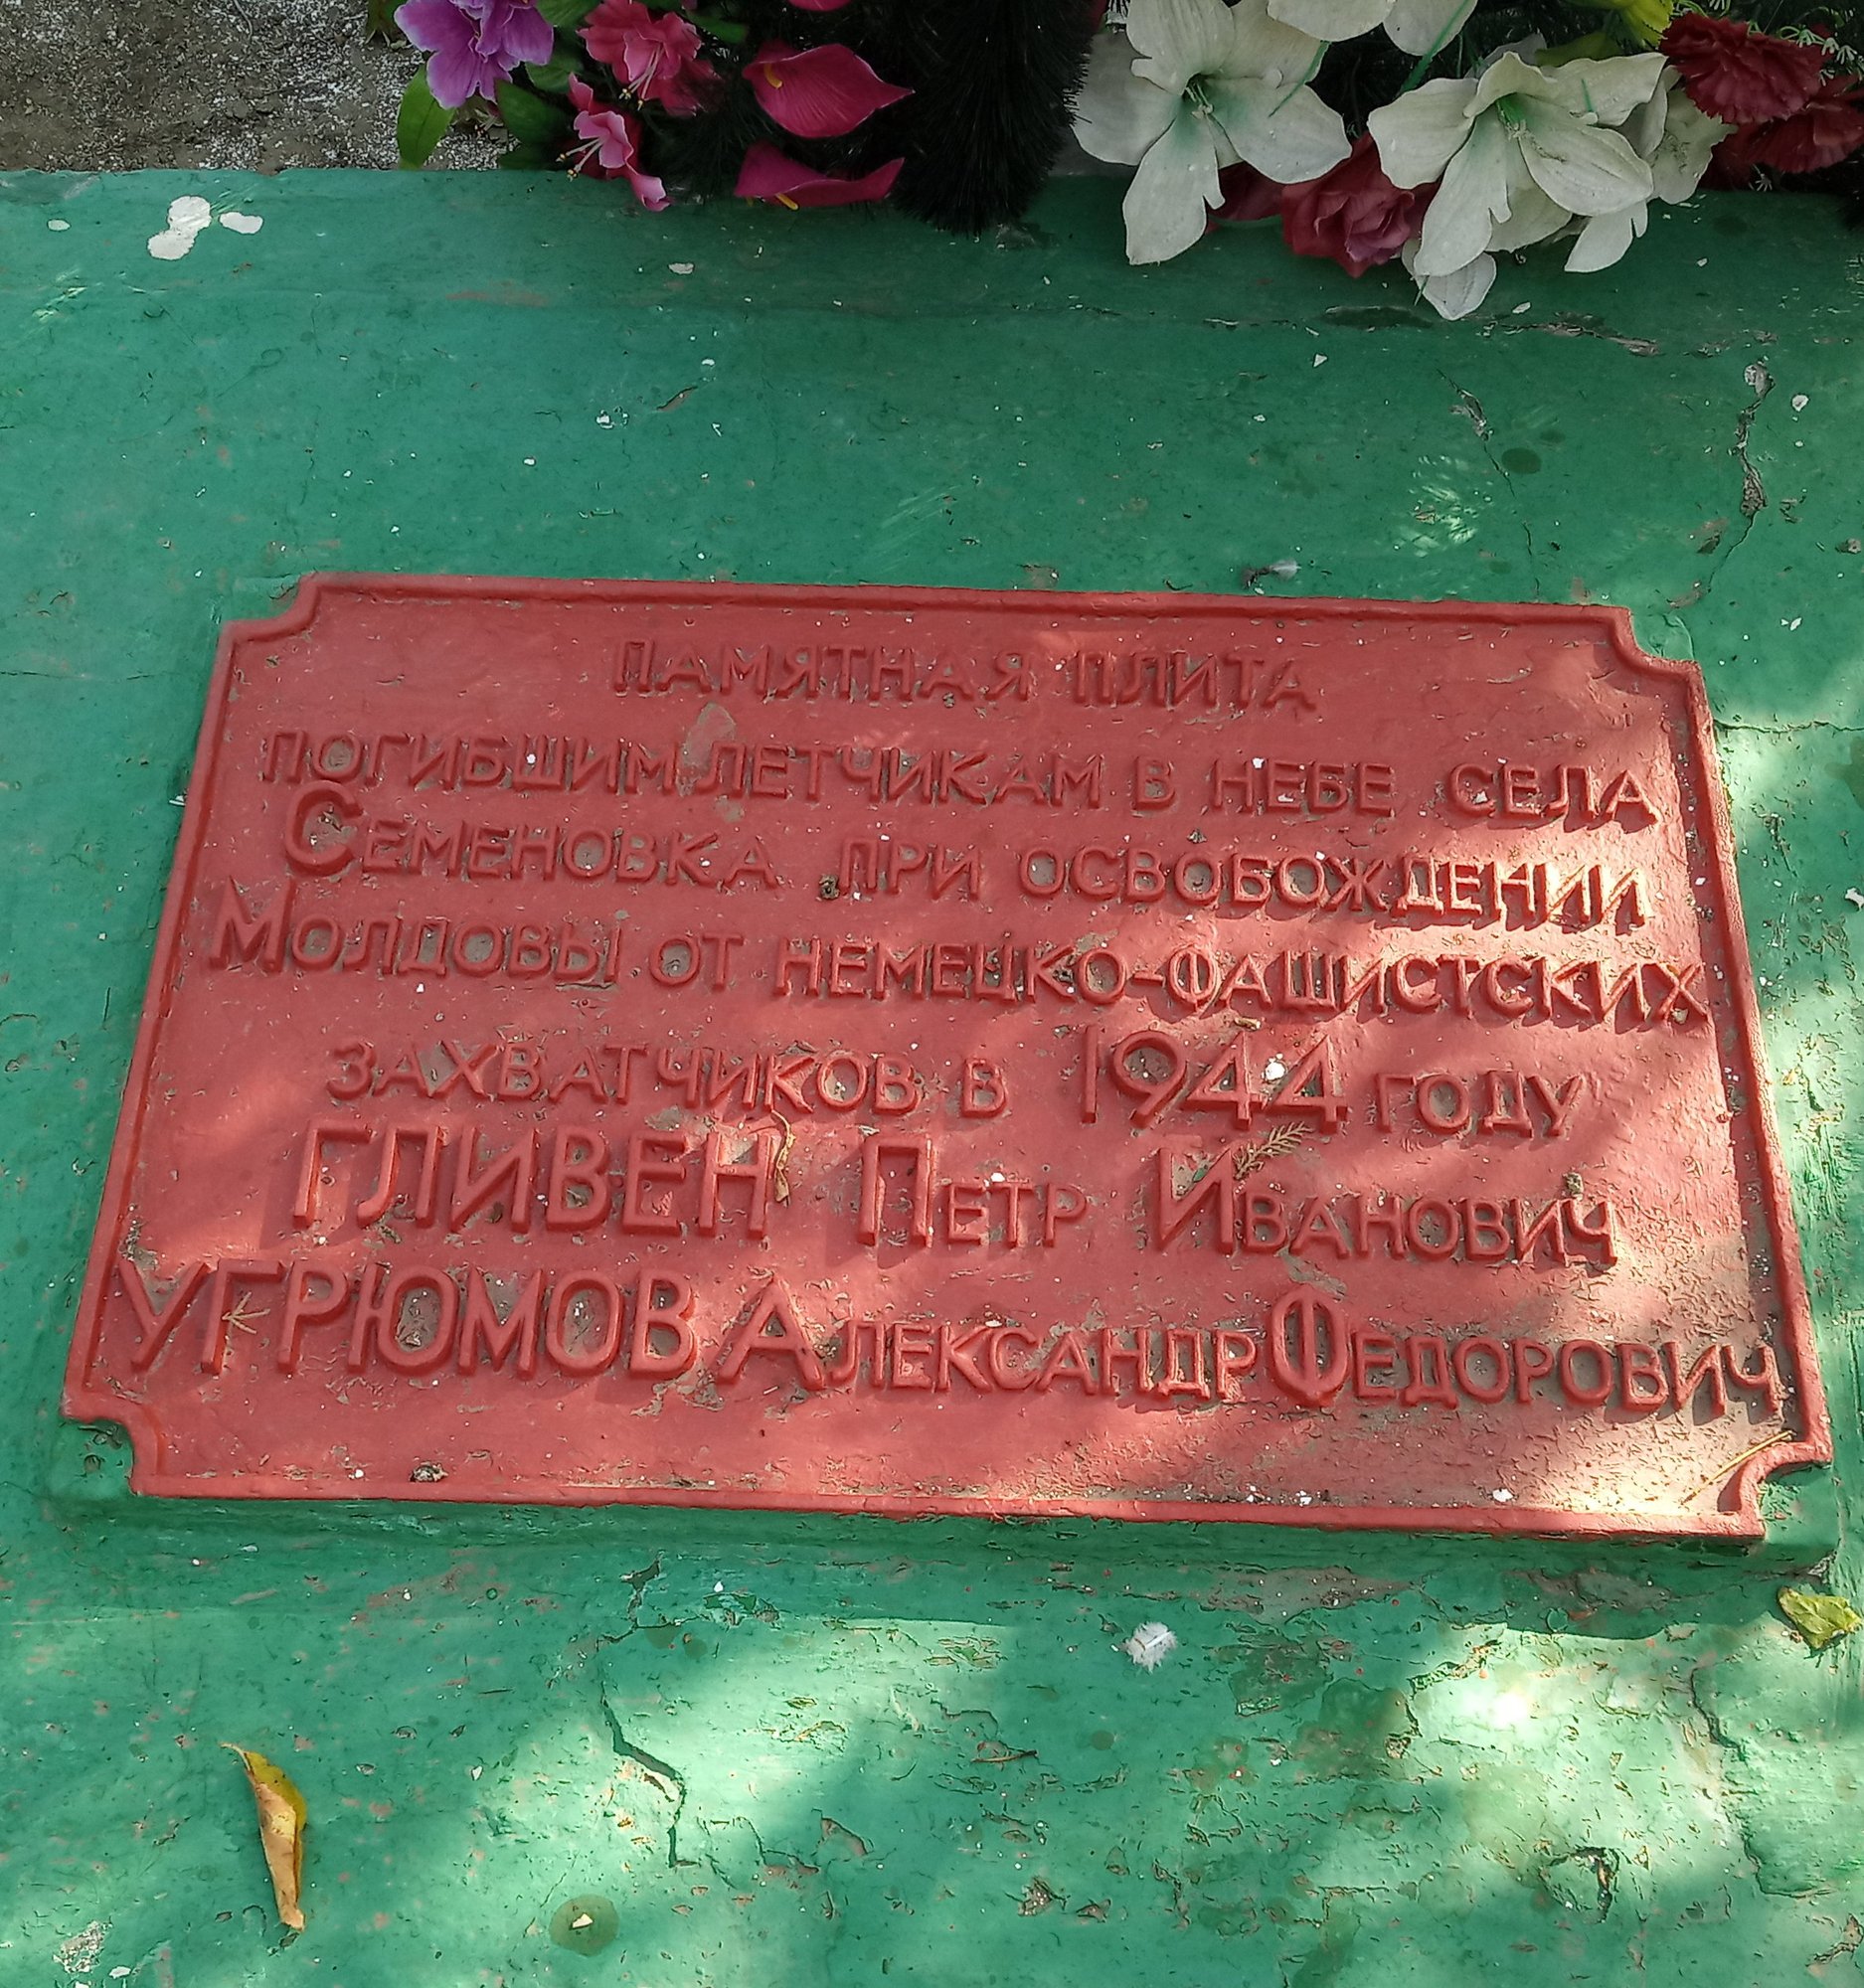 ПАМЯТНАЯ ПЛИТА
ПОГИБШИМ ЛЕТЧИКАМ В НЕБЕ СЕЛА
СЕМЕНОВКА ПРИ ОСВОБОЖДЕНИИ
МОЛДОВЫ ОТ НЕМЕЦКО-ФАШИСТСКИХ
ЗАХВАТЧИКОВ В 1944 ГОДУ
ГЛИВЕН ПЕТР ИВАНОВИЧ
УГРЮМОВ АЛЕКСАНДР ФЕДОРОВИЧ